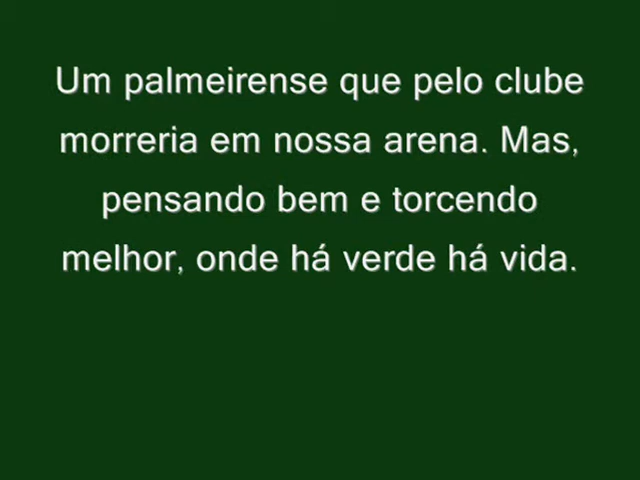 Um palmeirense que pelo clube
morreria em nossa arena. Mas,
pensando bem e torcendo
melhor, onde há verde há vida.